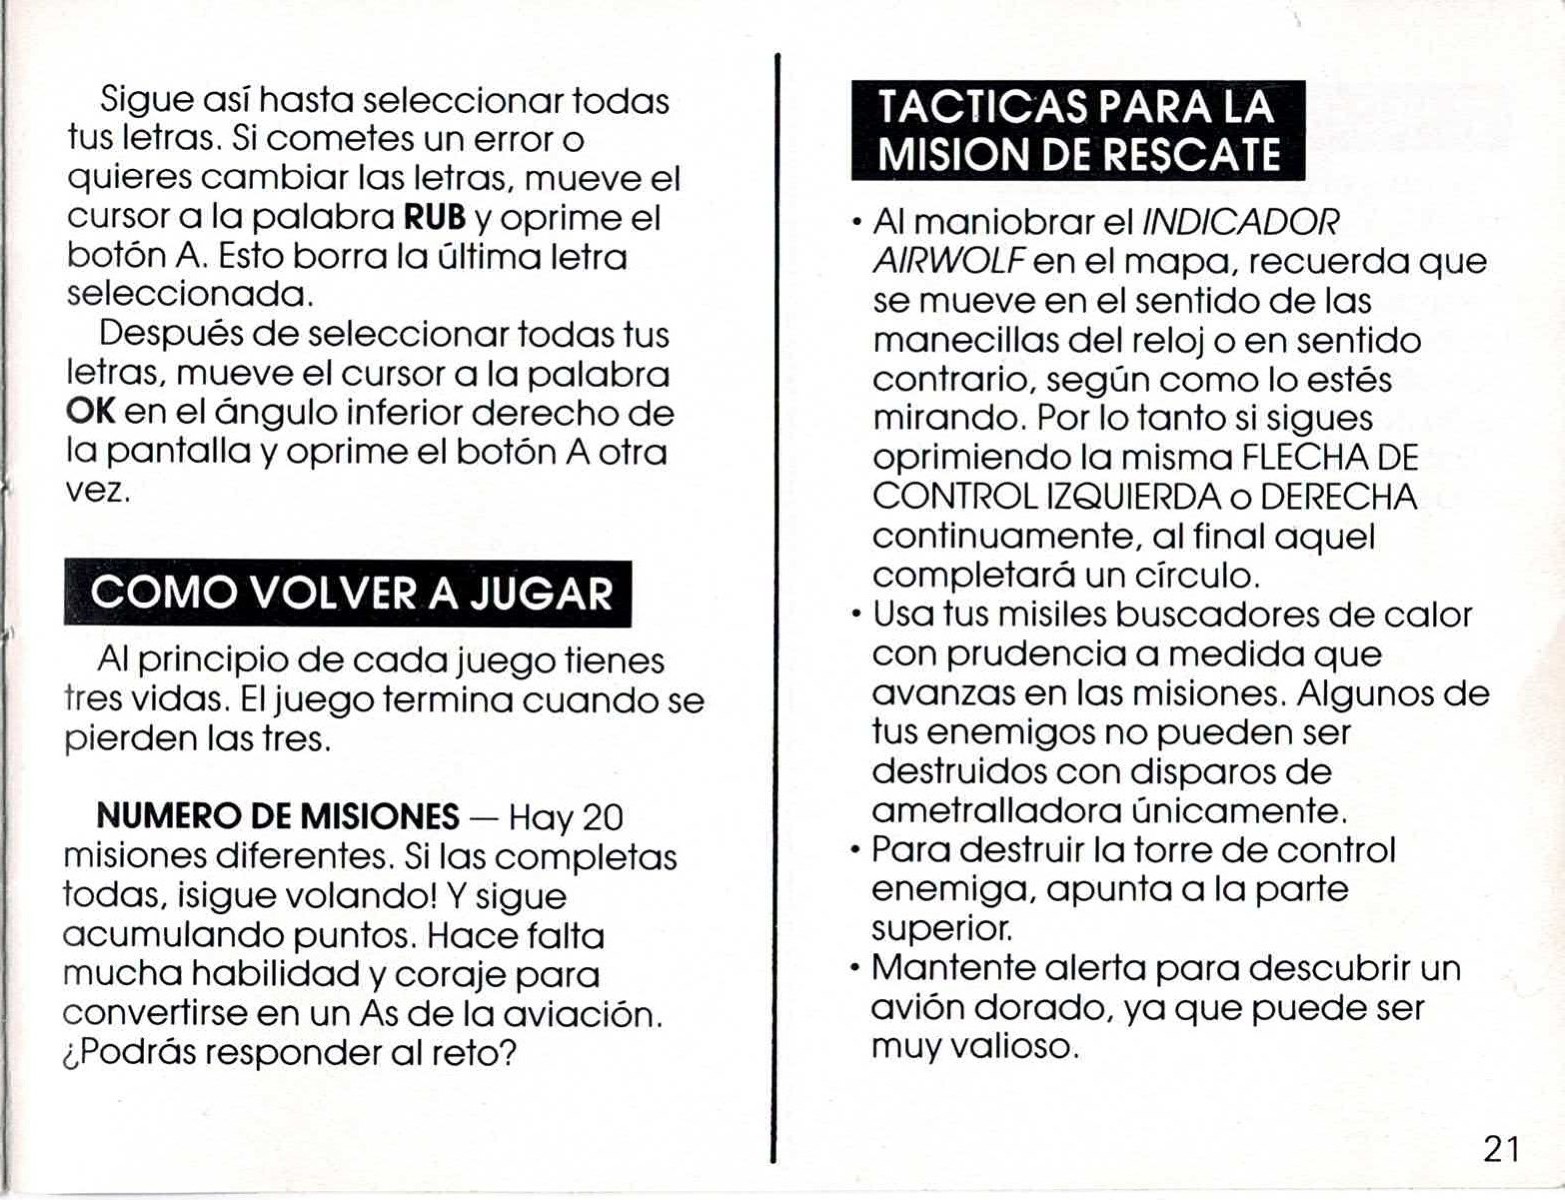 Sigue así hasta seleccionar todas
tus letras. Si cometes un error o
quieres cambiar las letras, mueve el
cursor a la palabra RUB y oprime el
botón A. Esto borra la última letra
seleccionada.
Después de seleccionar todas tus
letras, mueve el cursor a la palabra
OK en el ángulo inferior derecho de
la pantalla y oprime el botón A otra
vez.
COMO VOLVER A JUGAR
Al principio de cada juego tienes
tres vidas. El juego termina cuando se
pierden las tres.
NUMERO DE MISIONES — Hay 20
misiones diferentes. Si las completas
todas, ¡sigue volando! Y sigue
acumulando puntos. Hace falta
mucha habilidad y coraje para
convertirse en un As de la aviación.
¿Podrás responder al reto?
TACTICAS PARA LA
MISION DE RESCATE
• Al maniobrar el INDICADOR
AIRWOLF en el mapa, recuerda que
se mueve en el sentido de las
manecillas del reloj o en sentido
contrario, según como lo estés
mirando. Por lo tanto si sigues
oprimiendo la misma FLECHA DE
CONTROL IZQUIERDA o DERECHA
continuamente, al final aquel
completará un círculo.
• Usa tus misiles buscadores de calor
con prudencia a medida que
avanzas en las misiones. Algunos de
tus enemigos no pueden ser
destruidos con disparos de
ametralladora únicamente.
• Para destruir la torre de control
enemiga, apunta a la parte
superior.
• Mantente alerta para descubrir un
avión dorado, ya que puede ser
muy valioso.
21